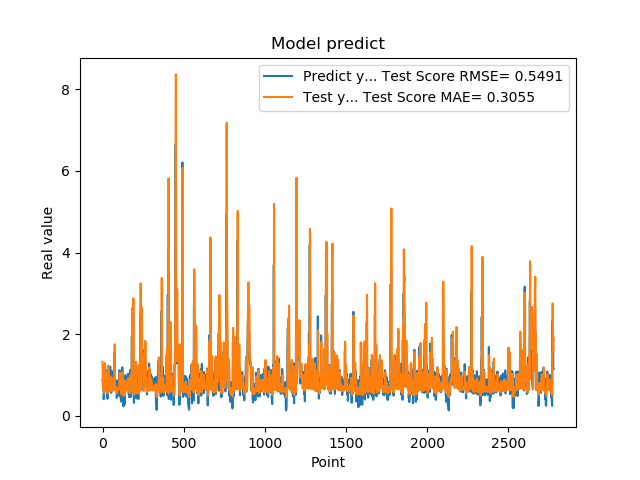 Model predict
Predict y... Test Score RMSE= 0.5491
Test y... Test Score MAE= 0.3055
Real value
8
6
4
2
0
0 500 1000 1500 2000 2500
Point